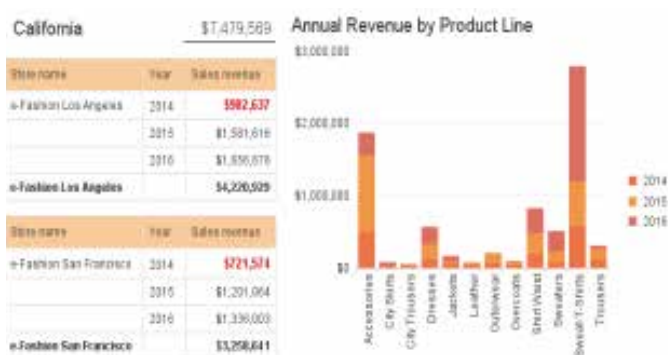 California $7,479,569
Store name Year Sales revenue
e-Fashion Los Angeles 2014 $982,637
2015 $1,581,616
2016 $1,656,676
e-Fashion Los Angeles $4,220,929
Store name Year Sales revenue
e-Fashion San Francisco 2014 $721,574
2015 $1,201,064
2016 $1,336,003
e-Fashion San Francisco $3,258,641
Annual Revenue by Product Line
$3,000,000
$2,000,000
$1,000,000
$0
Accessories
City Skirts
City Trousers
Dresses
Jackets
Leather
Outerwear
Overcoats
Shirt Waist
Sweaters
Sweat-T-Shirts
Trousers
2014
2015
2016